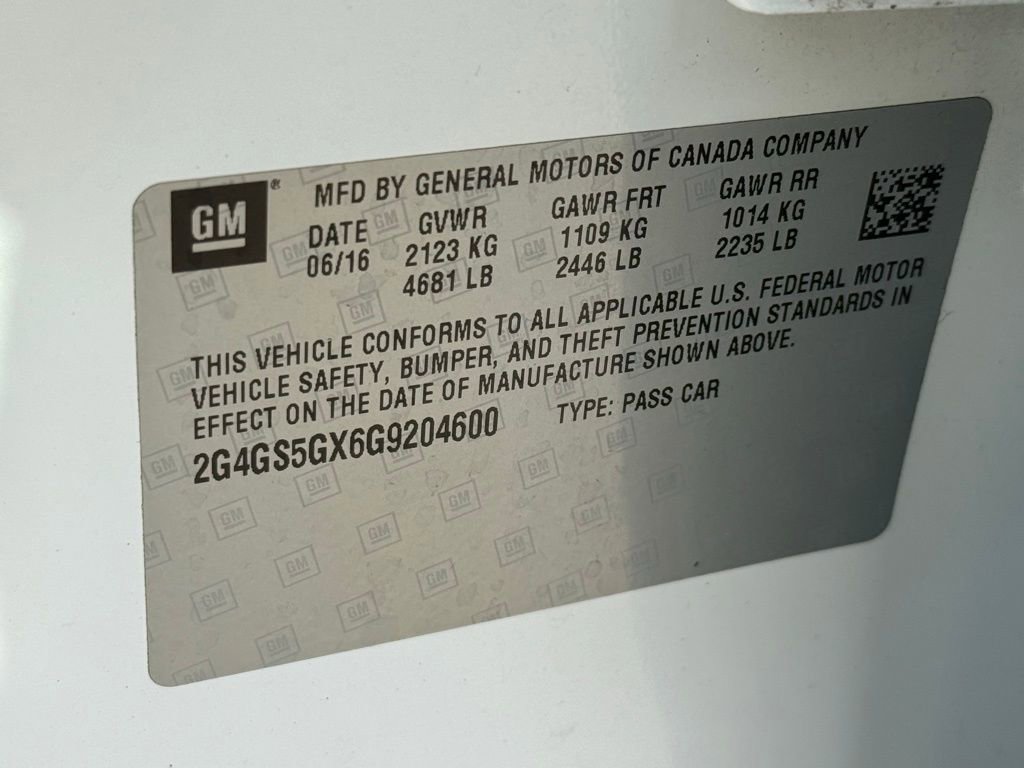 GM®
MFD BY GENERAL MOTORS OF CANADA COMPANY
DATE GVWR GAWR FRT GAWR RR
06/16 2123 KG 1109 KG 1014 KG
4681 LB 2446 LB 2235 LB
THIS VEHICLE CONFORMS TO ALL APPLICABLE U.S. FEDERAL MOTOR
VEHICLE SAFETY, BUMPER, AND THEFT PREVENTION STANDARDS IN
EFFECT ON THE DATE OF MANUFACTURE SHOWN ABOVE.
2G4GS5GX6G9204600 TYPE: PASS CAR